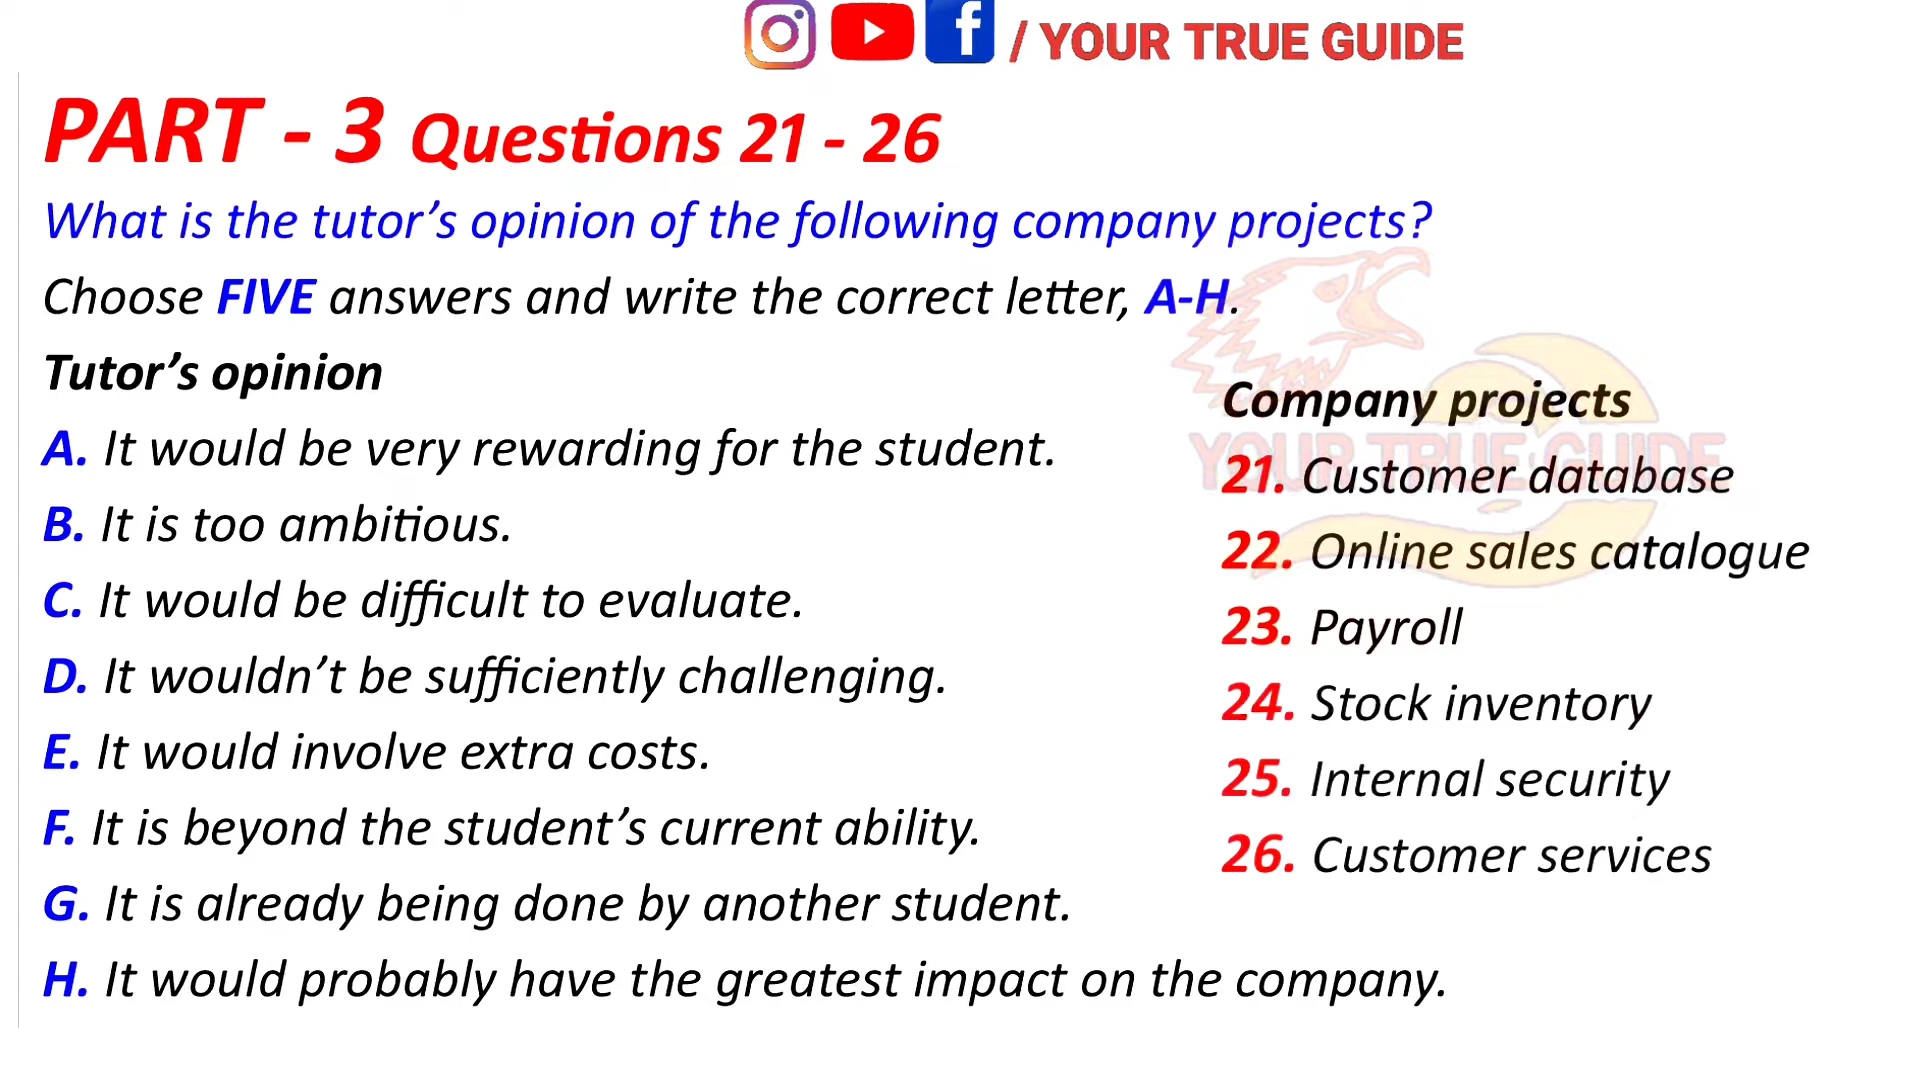 / YOUR TRUE GUIDE
PART - 3 Questions 21 - 26
What is the tutor’s opinion of the following company projects?
Choose FIVE answers and write the correct letter, A-H.
Tutor’s opinion
A. It would be very rewarding for the student.
B. It is too ambitious.
C. It would be difficult to evaluate.
D. It wouldn’t be sufficiently challenging.
E. It would involve extra costs.
F. It is beyond the student’s current ability.
G. It is already being done by another student.
H. It would probably have the greatest impact on the company.
Company projects
YOUR TRUE GUIDE
21. Customer database
22. Online sales catalogue
23. Payroll
24. Stock inventory
25. Internal security
26. Customer services